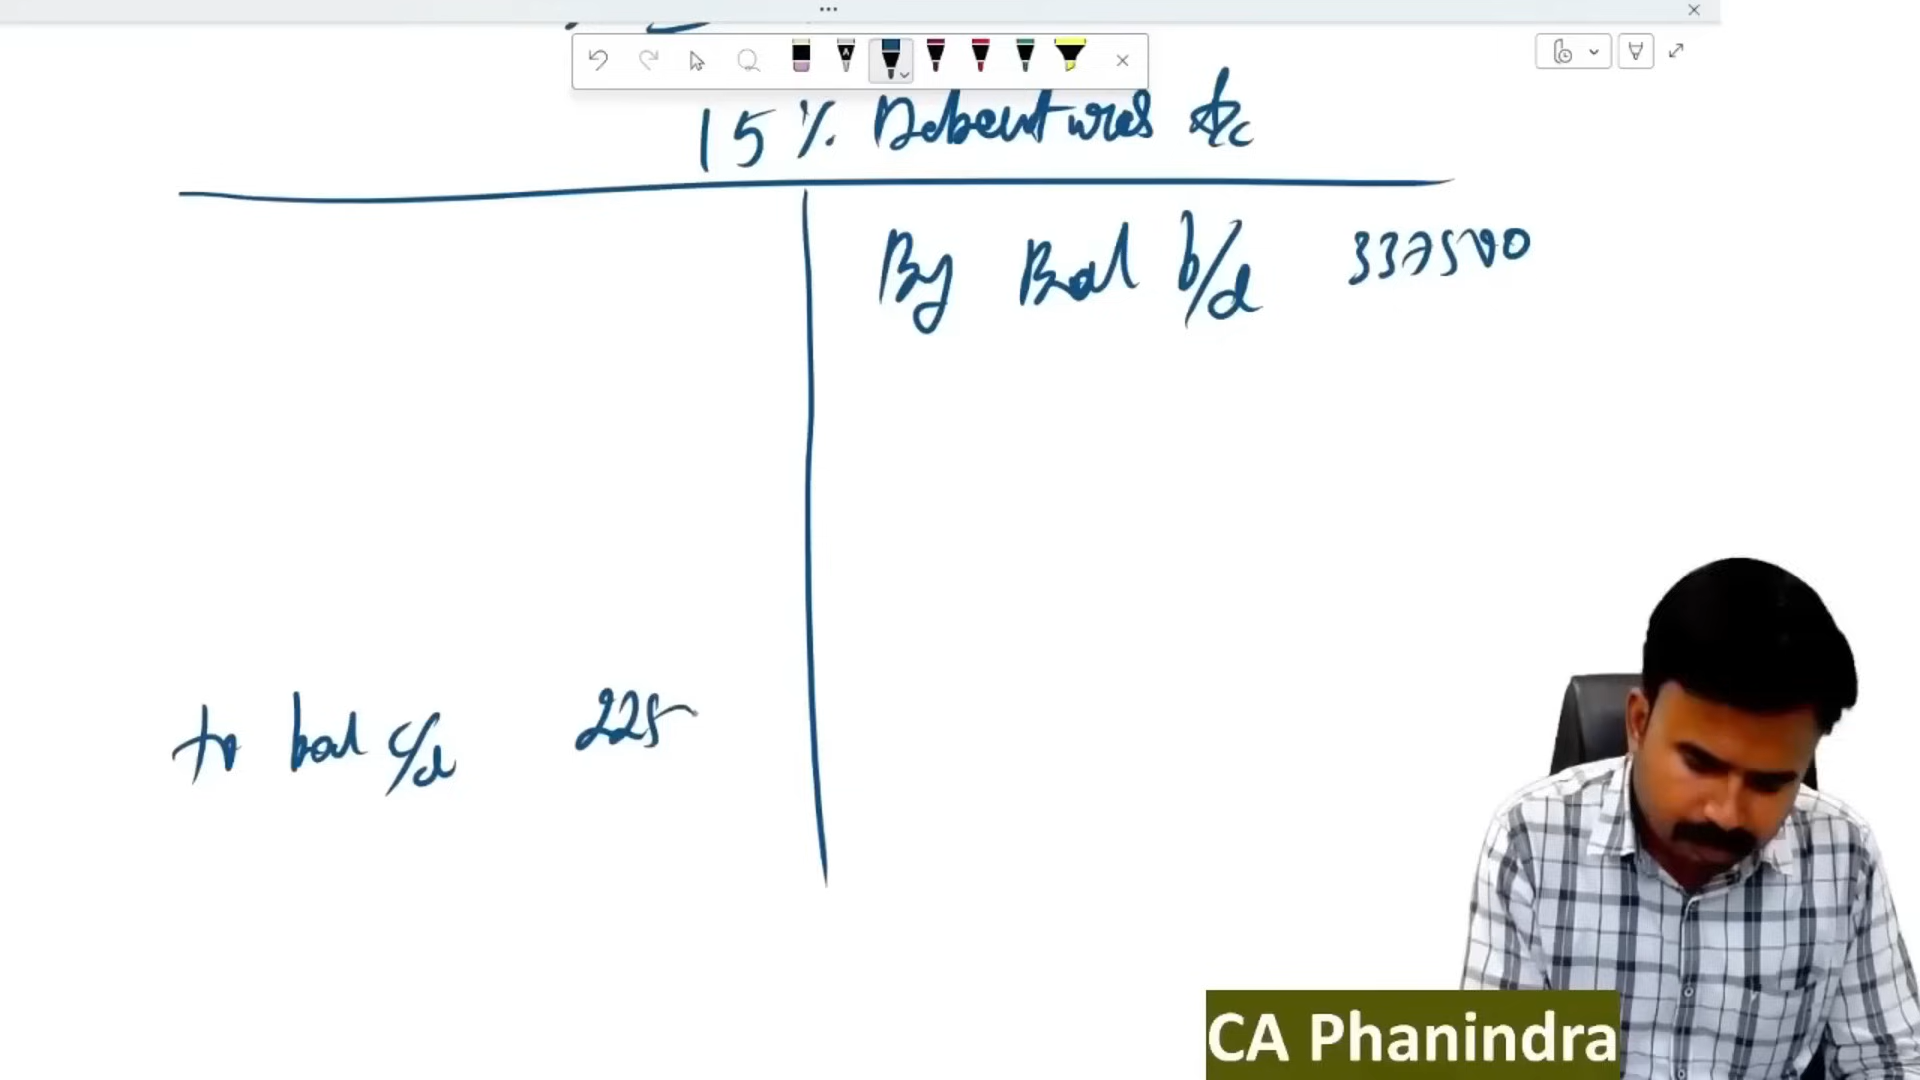 15% Debentures A/c
By Bal b/d 337500
to bal c/d 225
CA Phanindra